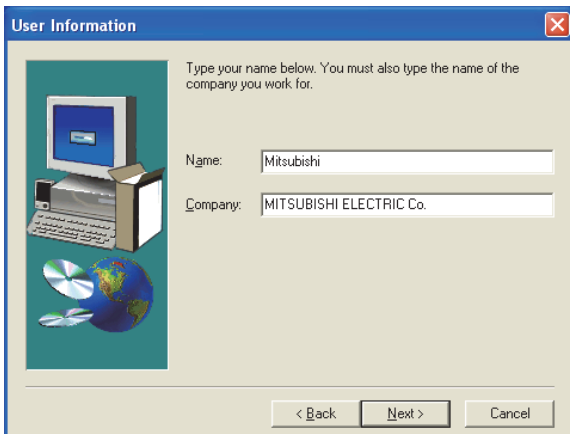 User Information
Type your name below. You must also type the name of the
company you work for.
Name: Mitsubishi
Company: MITSUBISHI ELECTRIC Co.
< Back Next > Cancel